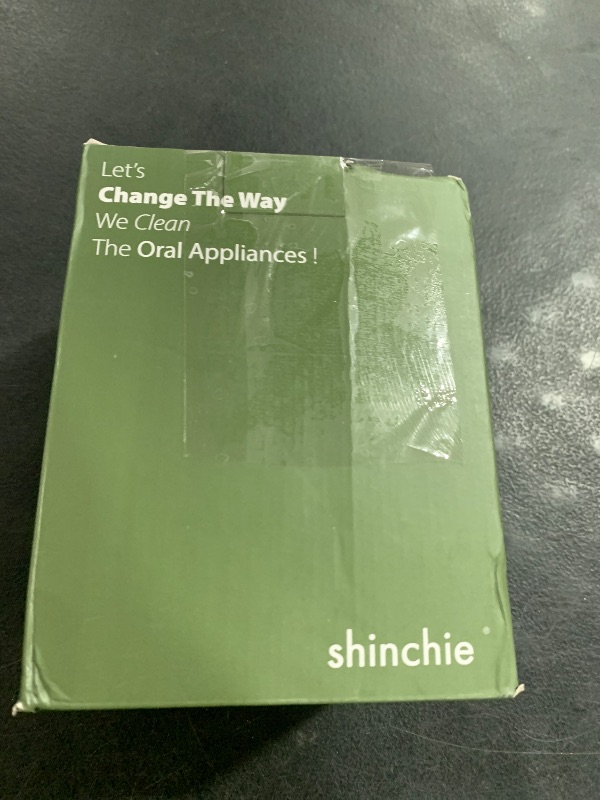 Let's
Change The Way
We Clean
The Oral Appliances !
shinchie